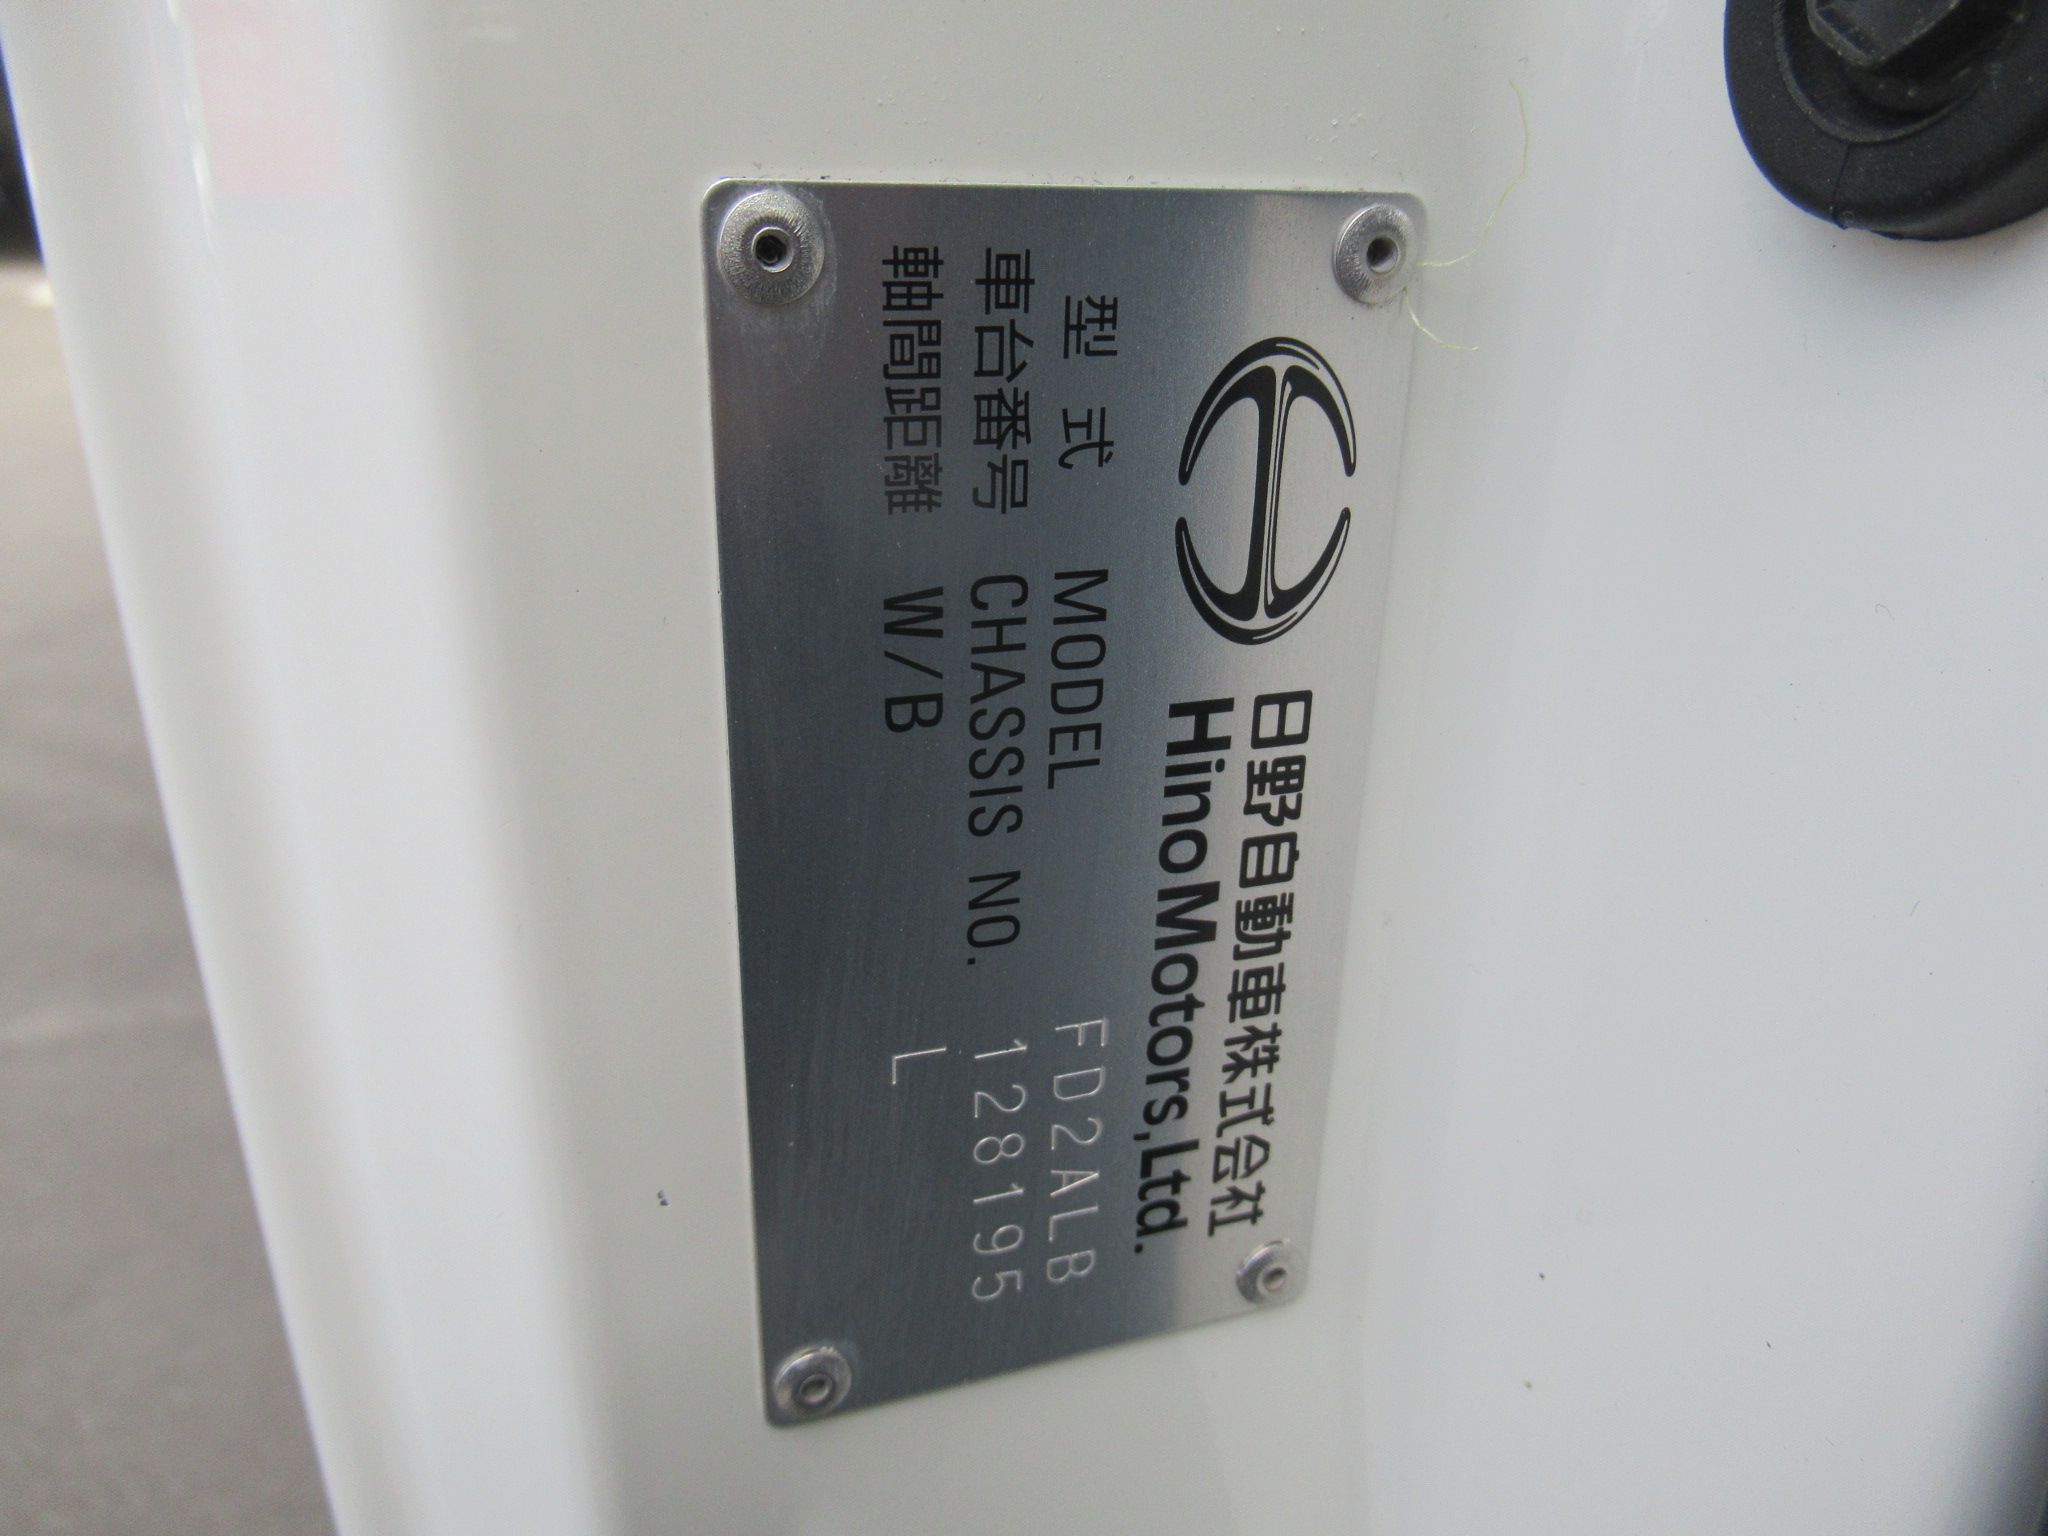 日野自動車株式会社
Hino Motors,Ltd.
型式 MODEL FD2ALB
車台番号 CHASSIS NO. 128195
軸間距離 W/B L